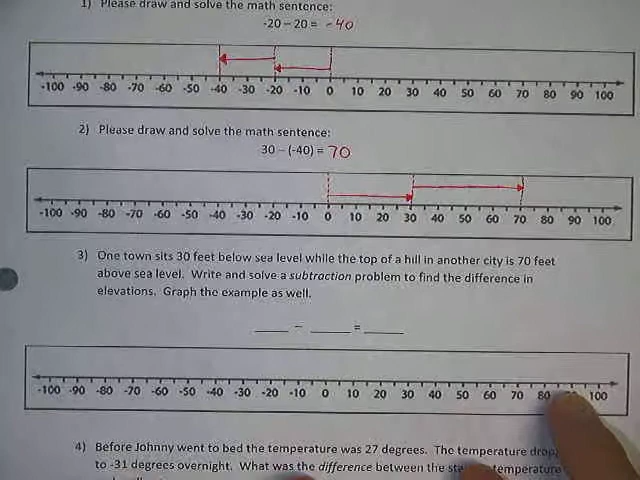 1) Please draw and solve the math sentence:
-20 – 20 = -40
-100 -90 -80 -70 -60 -50 -40 -30 -20 -10 0 10 20 30 40 50 60 70 80 90 100
2) Please draw and solve the math sentence:
30 – (-40) = 70
-100 -90 -80 -70 -60 -50 -40 -30 -20 -10 0 10 20 30 40 50 60 70 80 90 100
3) One town sits 30 feet below sea level while the top of a hill in another city is 70 feet
above sea level. Write and solve a subtraction problem to find the difference in
elevations. Graph the example as well.
____ – ____ = ____
-100 -90 -80 -70 -60 -50 -40 -30 -20 -10 0 10 20 30 40 50 60 70 80 100
4) Before Johnny went to bed the temperature was 27 degrees. The temperature
to -31 degrees overnight. What was the difference between the temperature